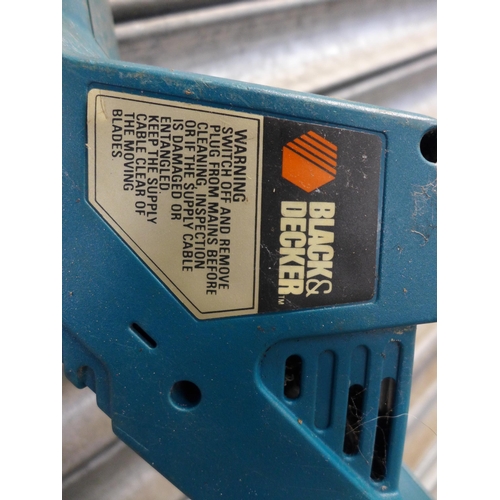 BLACK&
DECKER™
WARNING
SWITCH OFF AND REMOVE
PLUG FROM MAINS BEFORE
CLEANING, INSPECTION
OR IF THE SUPPLY CABLE
IS DAMAGED OR
ENTANGLED
KEEP THE SUPPLY
CABLE CLEAR OF
THE MOVING
BLADES